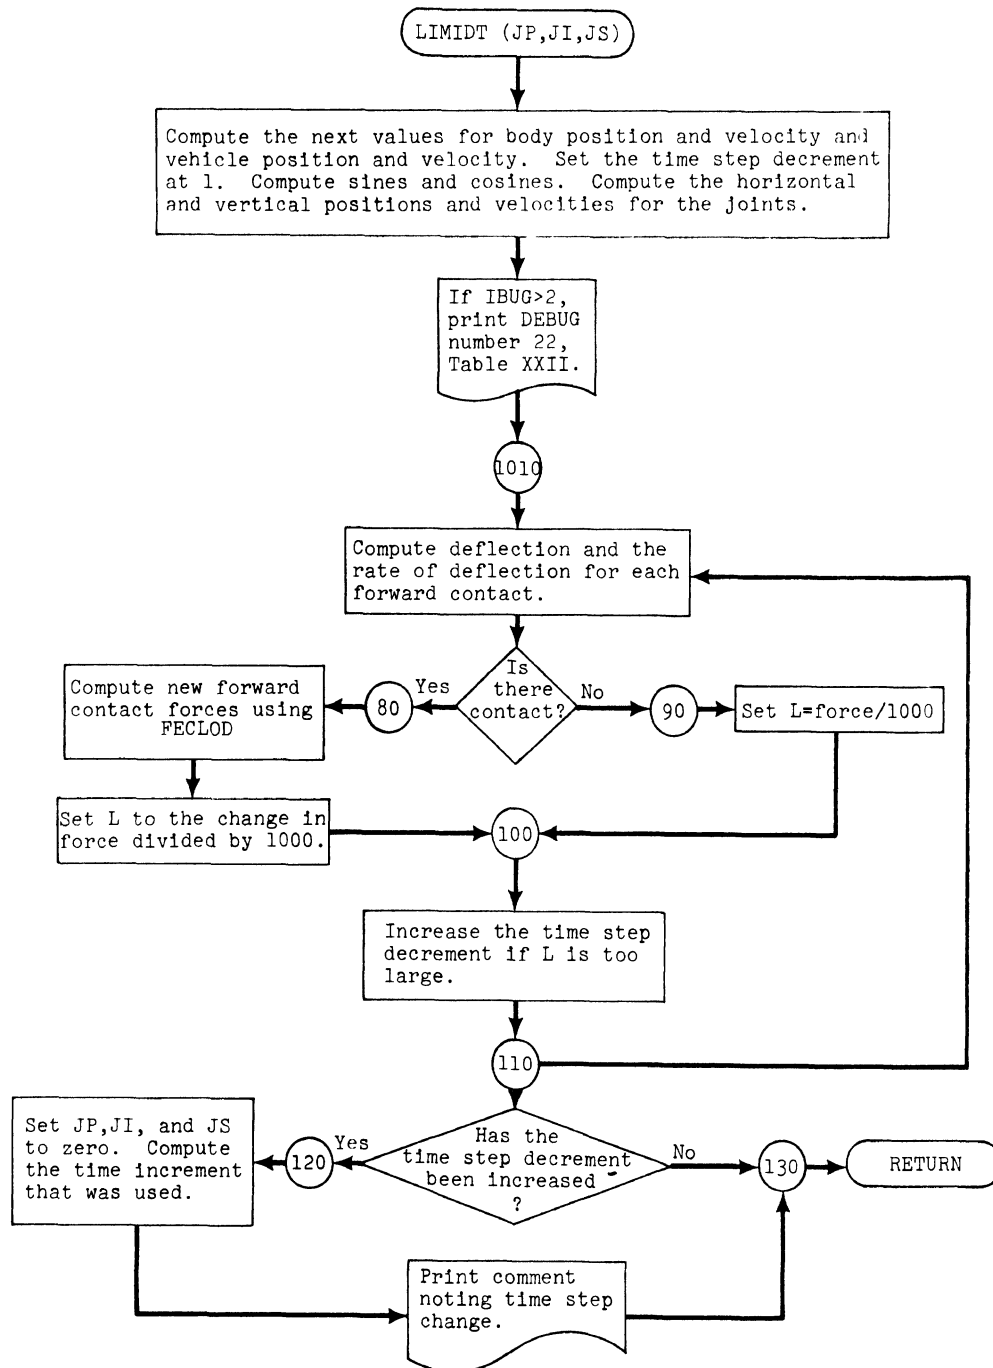 LIMIDT (JP,JI,JS)
Compute the next values for body position and velocity and
vehicle position and velocity.  Set the time step decrement
at 1.  Compute sines and cosines.  Compute the horizontal
and vertical positions and velocities for the joints.
If IBUG>2,
print DEBUG
number 22,
Table XXII.
1010
Compute deflection and the
rate of deflection for each
forward contact.
Is
there
contact?
Yes
No
80
90
Compute new forward
contact forces using
FECLOD
Set L=force/1000
Set L to the change in
force divided by 1000.
100
Increase the time step
decrement if L is too
large.
110
Has the
time step decrement
been increased
?
Yes
No
120
130
RETURN
Set JP,JI, and JS
to zero.  Compute
the time increment
that was used.
Print comment
noting time step
change.